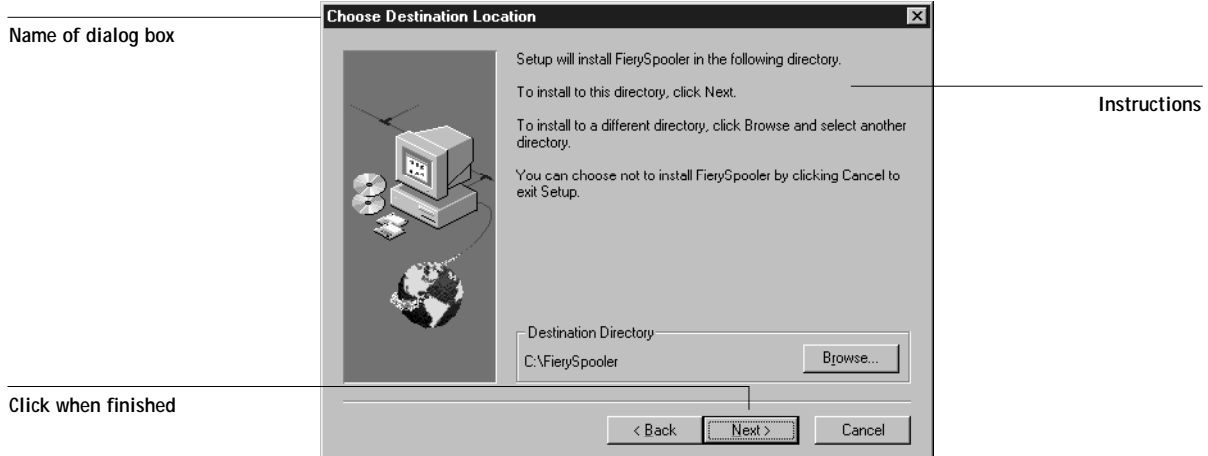 Choose Destination Location
Name of dialog box
Setup will install FierySpooler in the following directory.
To install to this directory, click Next.
Instructions
To install to a different directory, click Browse and select another
directory.
You can choose not to install FierySpooler by clicking Cancel to
exit Setup.
Destination Directory
C:\FierySpooler
Browse...
Click when finished
< Back
Next >
Cancel